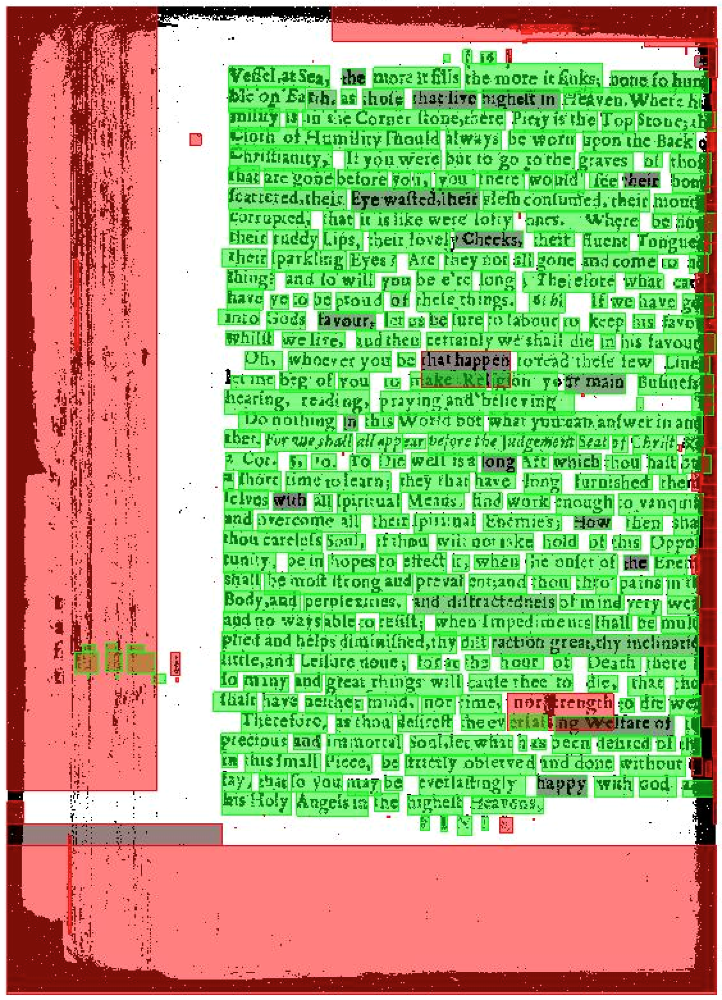 ( 16 )
Veſſel, at Sea, the more it fills the more it ſinks; none ſo hum
ble on Earth, as thoſe that live higheſt in Heaven. Where h
mility is in the Corner ſtone, there Piety is the Top Stone; th
Cloth of Humility ſhould always be worn upon the Back o
Chriſtianity, If you were but to go to the graves of thoſ
that are gone before you, you there would ſee their bon
ſcattered, their Eye waſted, their fleſh conſumed, their mout
corrupted, that it is like were lofty ones. Where be now
their ruddy Lips, their lovely Cheeks, their fluent Tongue
their ſparkling Eyes? Are they not all gone and come to no
thing: and ſo will you be e're long, Therefore what cau
have ye to be proud of theſe things. If we have go
into Gods favour, let us be ſure to labour to keep his favo
whilſt we live, and then certainly we ſhall die in his favour
Oh, whoever you be that happen to read theſe few Line
let me beg of you to make Religion your main Buſineſs
hearing, reading, praying and believing
Do nothing in this World but what you can anſwer in ano
ther. For we ſhall all appear before the Judgement Seat of Chriſt
2 Cor. 5. 10. To Die well is a long Art which thou haſt but
a ſhort time to learn; they that have long furniſhed them
ſelves with all ſpiritual Means, find work enough to vanquiſ
and overcome all their ſpiritual Enemies; How then ſha
thou careleſs Soul, if thou wilt not take hold of this Oppo
tunity, be in hopes to effect it, when the onſet of the Enem
ſhall be moſt ſtrong and prevalent; and thou thro' pains in th
Body, and perplexities, and diſtractedneſs of mind very wea
and no ways able to reſiſt; when Impediments ſhall be mult
plied and helps diminiſhed, thy diſtraction great, thy inclinatio
little, and Leiſure none; for in the hour of Death there i
ſo many and great things will cauſe thee to die, that tho
ſhalt have neither mind, nor time, nor ſtrength to die wel
Therefore, as thou deſireſt the everlaſting Welfare of t
precious and immortal Soul, let what has been deſired of th
in this ſmall Piece, be ſtrictly obſerved and done without
lay, that ſo you may be everlaſtingly happy with God an
his Holy Angels in the higheſt Heavens,
F I N I S